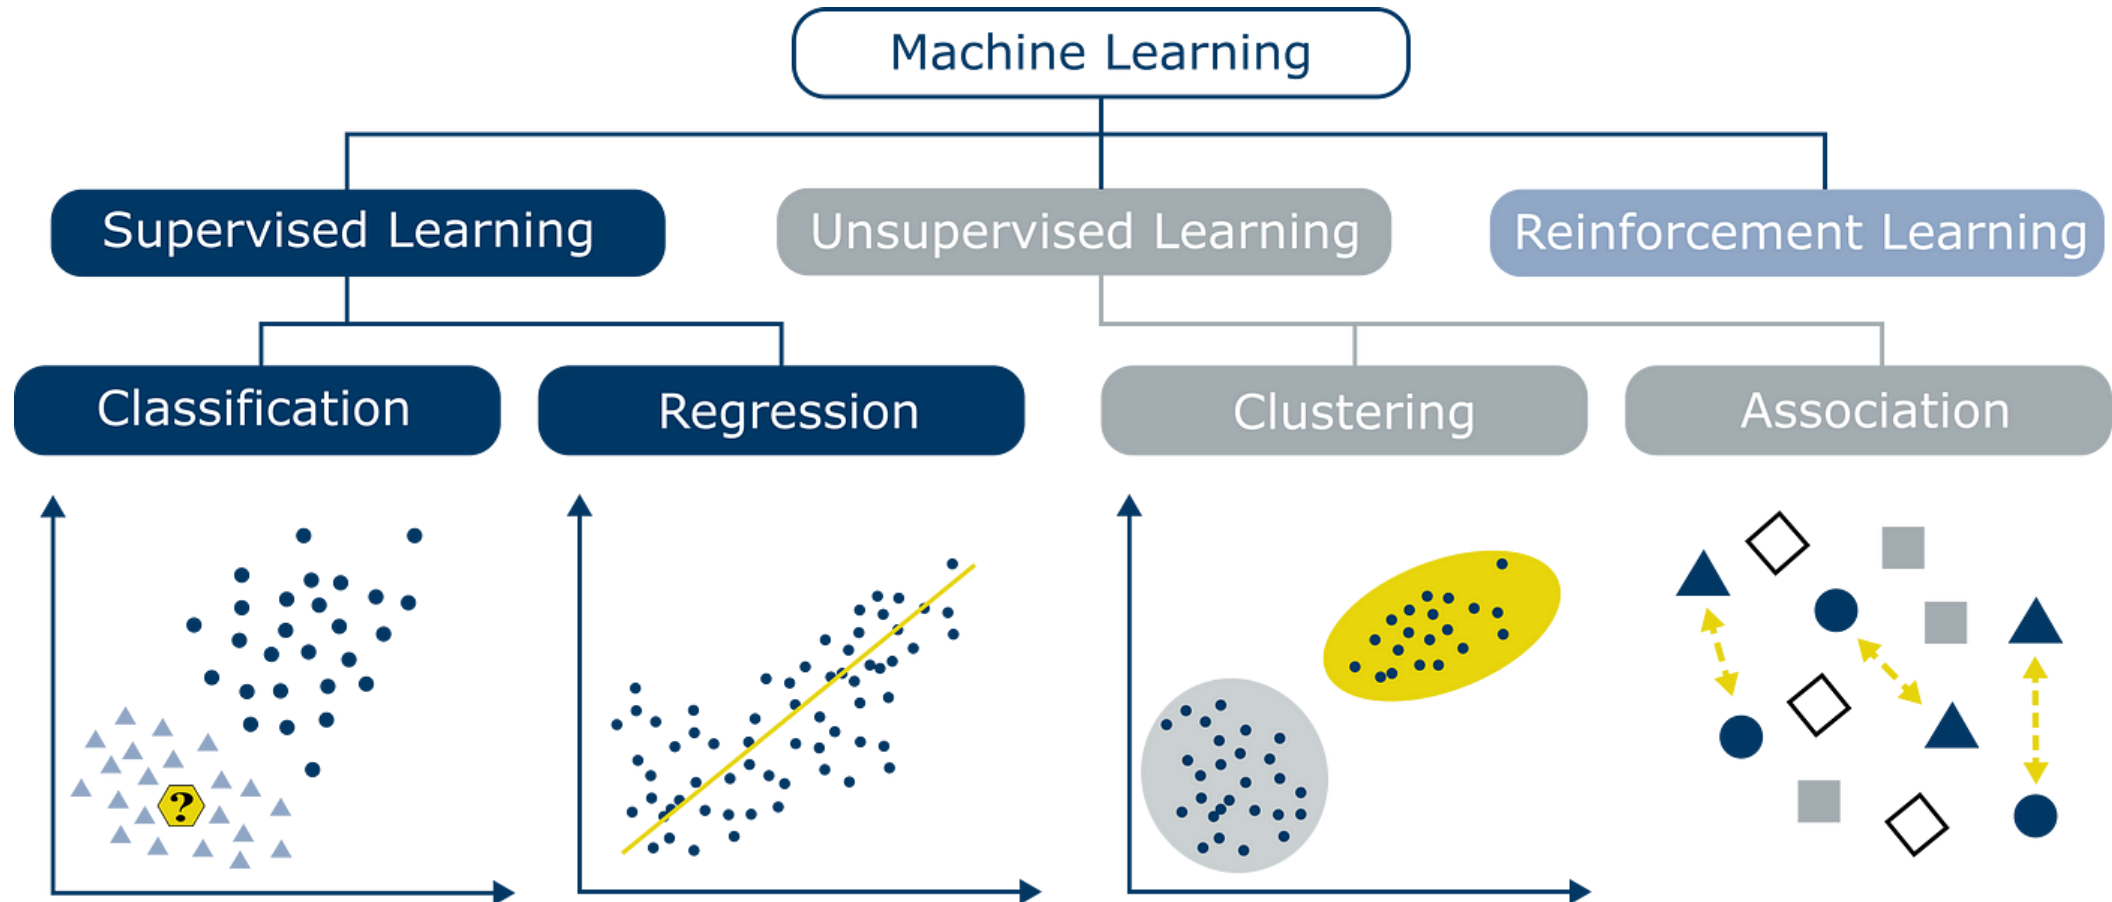 Machine Learning
Supervised Learning
Unsupervised Learning
Reinforcement Learning
Classification
Regression
Clustering
Association
?